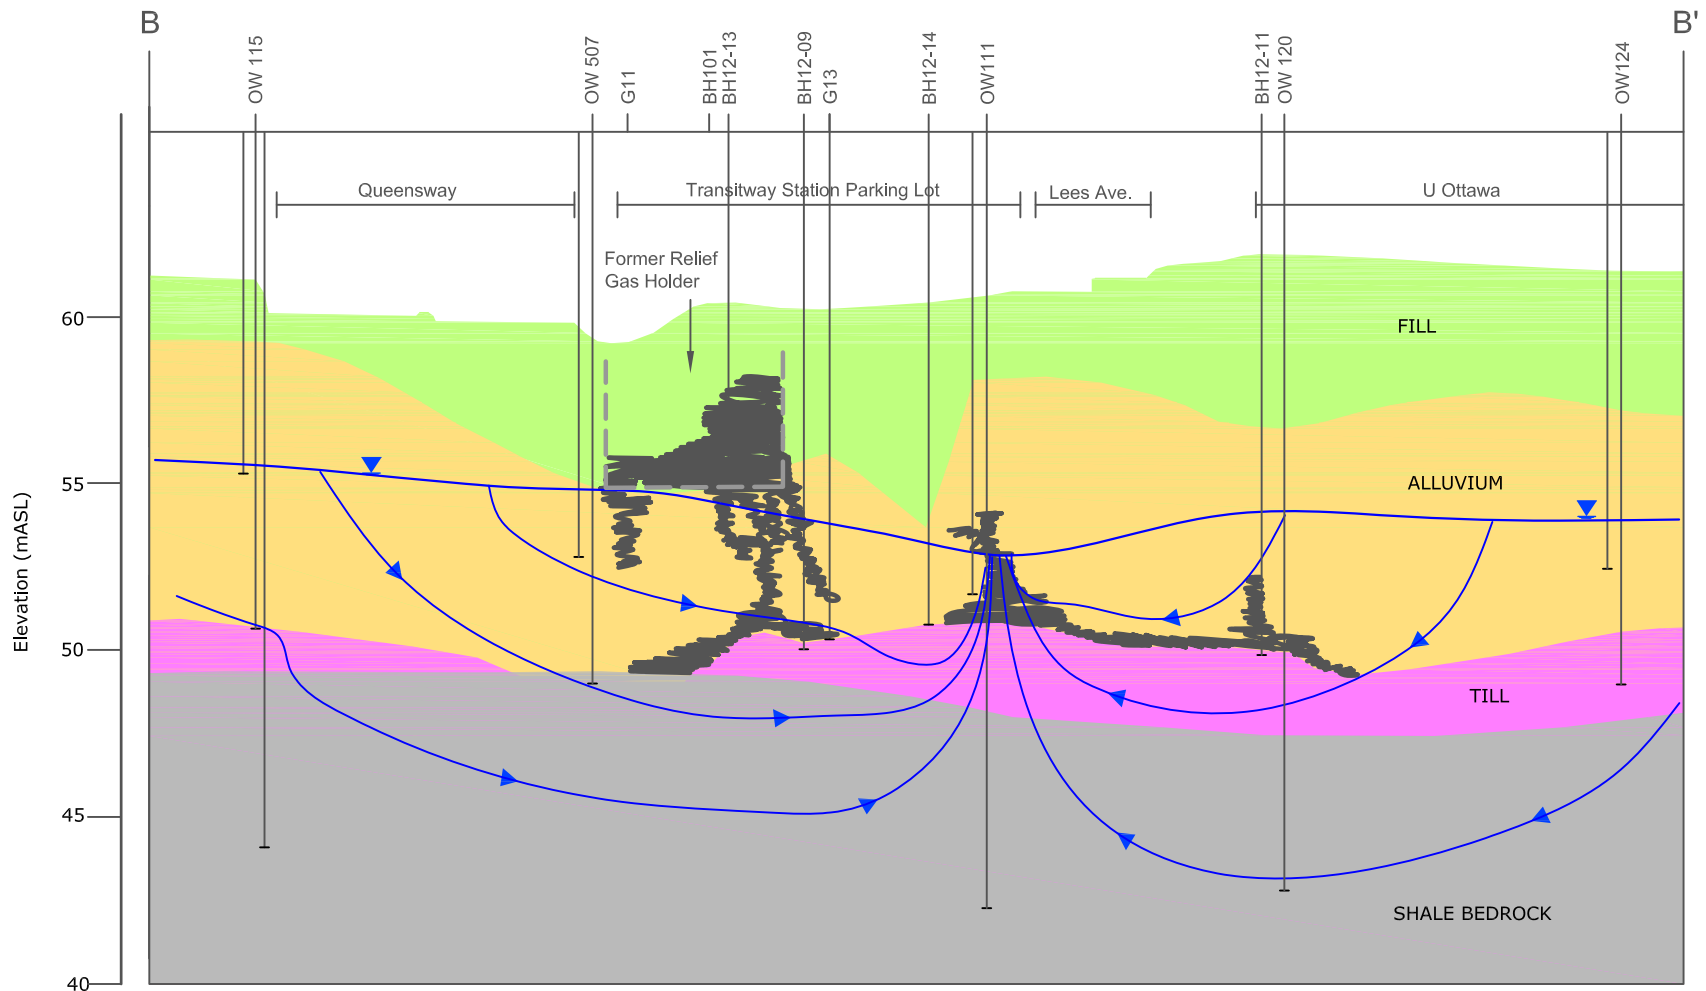 B
B'
OW 115
OW 507
G11
BH101
BH12-13
BH12-09
G13
BH12-14
OW111
BH12-11
OW 120
OW124
Queensway
Transitway Station Parking Lot
Lees Ave.
U Ottawa
Former Relief
Gas Holder
60
55
50
45
40
Elevation (mASL)
FILL
ALLUVIUM
TILL
SHALE BEDROCK